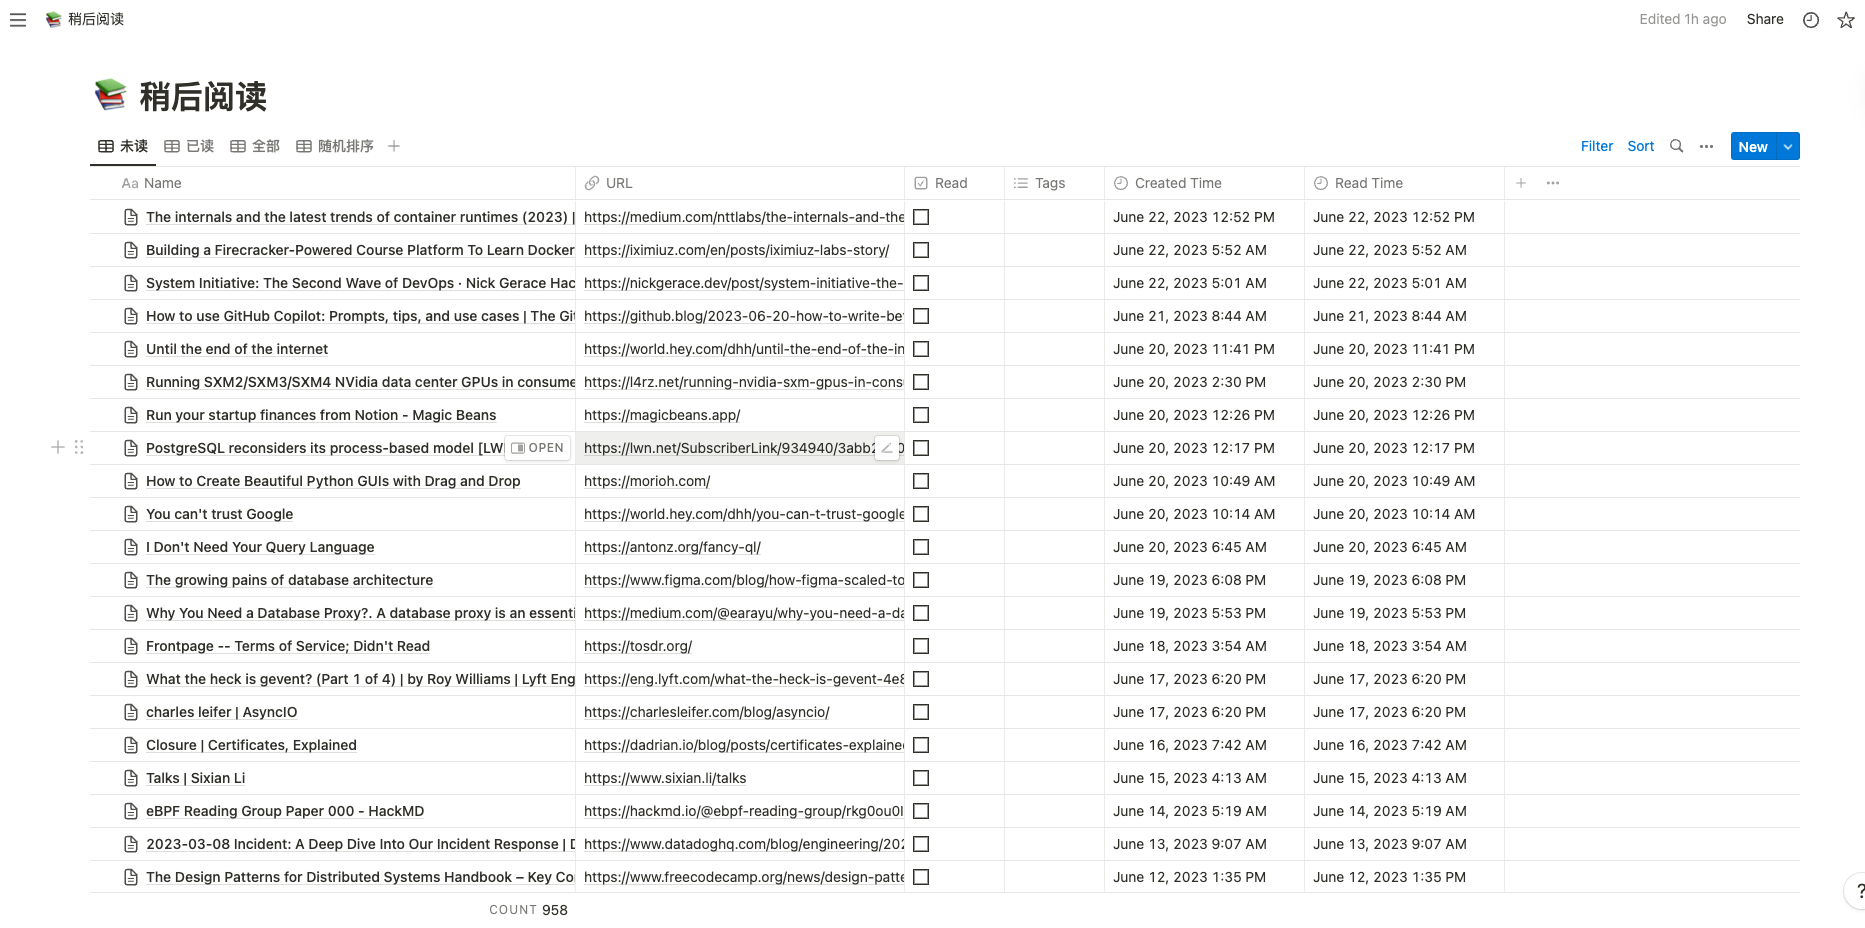 稍后阅读 Edited 1h ago Share
稍后阅读
未读 已读 全部 随机排序 Filter Sort New
Aa Name URL Read Tags Created Time Read Time
The internals and the latest trends of container runtimes (2023) | https://medium.com/nttlabs/the-internals-and-the June 22, 2023 12:52 PM June 22, 2023 12:52 PM
Building a Firecracker-Powered Course Platform To Learn Docker https://iximiuz.com/en/posts/iximiuz-labs-story/ June 22, 2023 5:52 AM June 22, 2023 5:52 AM
System Initiative: The Second Wave of DevOps · Nick Gerace Hac https://nickgerace.dev/post/system-initiative-the- June 22, 2023 5:01 AM June 22, 2023 5:01 AM
How to use GitHub Copilot: Prompts, tips, and use cases | The Git https://github.blog/2023-06-20-how-to-write-be June 21, 2023 8:44 AM June 21, 2023 8:44 AM
Until the end of the internet https://world.hey.com/dhh/until-the-end-of-the-in June 20, 2023 11:41 PM June 20, 2023 11:41 PM
Running SXM2/SXM3/SXM4 NVidia data center GPUs in consume https://l4rz.net/running-nvidia-sxm-gpus-in-cons June 20, 2023 2:30 PM June 20, 2023 2:30 PM
Run your startup finances from Notion - Magic Beans https://magicbeans.app/ June 20, 2023 12:26 PM June 20, 2023 12:26 PM
PostgreSQL reconsiders its process-based model [LW OPEN https://lwn.net/SubscriberLink/934940/3abb June 20, 2023 12:17 PM June 20, 2023 12:17 PM
How to Create Beautiful Python GUIs with Drag and Drop https://morioh.com/ June 20, 2023 10:49 AM June 20, 2023 10:49 AM
You can't trust Google https://world.hey.com/dhh/you-can-t-trust-google June 20, 2023 10:14 AM June 20, 2023 10:14 AM
I Don't Need Your Query Language https://antonz.org/fancy-ql/ June 20, 2023 6:45 AM June 20, 2023 6:45 AM
The growing pains of database architecture https://www.figma.com/blog/how-figma-scaled-to June 19, 2023 6:08 PM June 19, 2023 6:08 PM
Why You Need a Database Proxy?. A database proxy is an essenti https://medium.com/@earayu/why-you-need-a-da June 19, 2023 5:53 PM June 19, 2023 5:53 PM
Frontpage -- Terms of Service; Didn't Read https://tosdr.org/ June 18, 2023 3:54 AM June 18, 2023 3:54 AM
What the heck is gevent? (Part 1 of 4) | by Roy Williams | Lyft Eng https://eng.lyft.com/what-the-heck-is-gevent-4e8 June 17, 2023 6:20 PM June 17, 2023 6:20 PM
charles leifer | AsyncIO https://charlesleifer.com/blog/asyncio/ June 17, 2023 6:20 PM June 17, 2023 6:20 PM
Closure | Certificates, Explained https://dadrian.io/blog/posts/certificates-explained June 16, 2023 7:42 AM June 16, 2023 7:42 AM
Talks | Sixian Li https://www.sixian.li/talks June 15, 2023 4:13 AM June 15, 2023 4:13 AM
eBPF Reading Group Paper 000 - HackMD https://hackmd.io/@ebpf-reading-group/rkg0ou0l June 14, 2023 5:19 AM June 14, 2023 5:19 AM
2023-03-08 Incident: A Deep Dive Into Our Incident Response | D https://www.datadoghq.com/blog/engineering/202 June 13, 2023 9:07 AM June 13, 2023 9:07 AM
The Design Patterns for Distributed Systems Handbook – Key Co https://www.freecodecamp.org/news/design-patte June 12, 2023 1:35 PM June 12, 2023 1:35 PM
COUNT 958
?